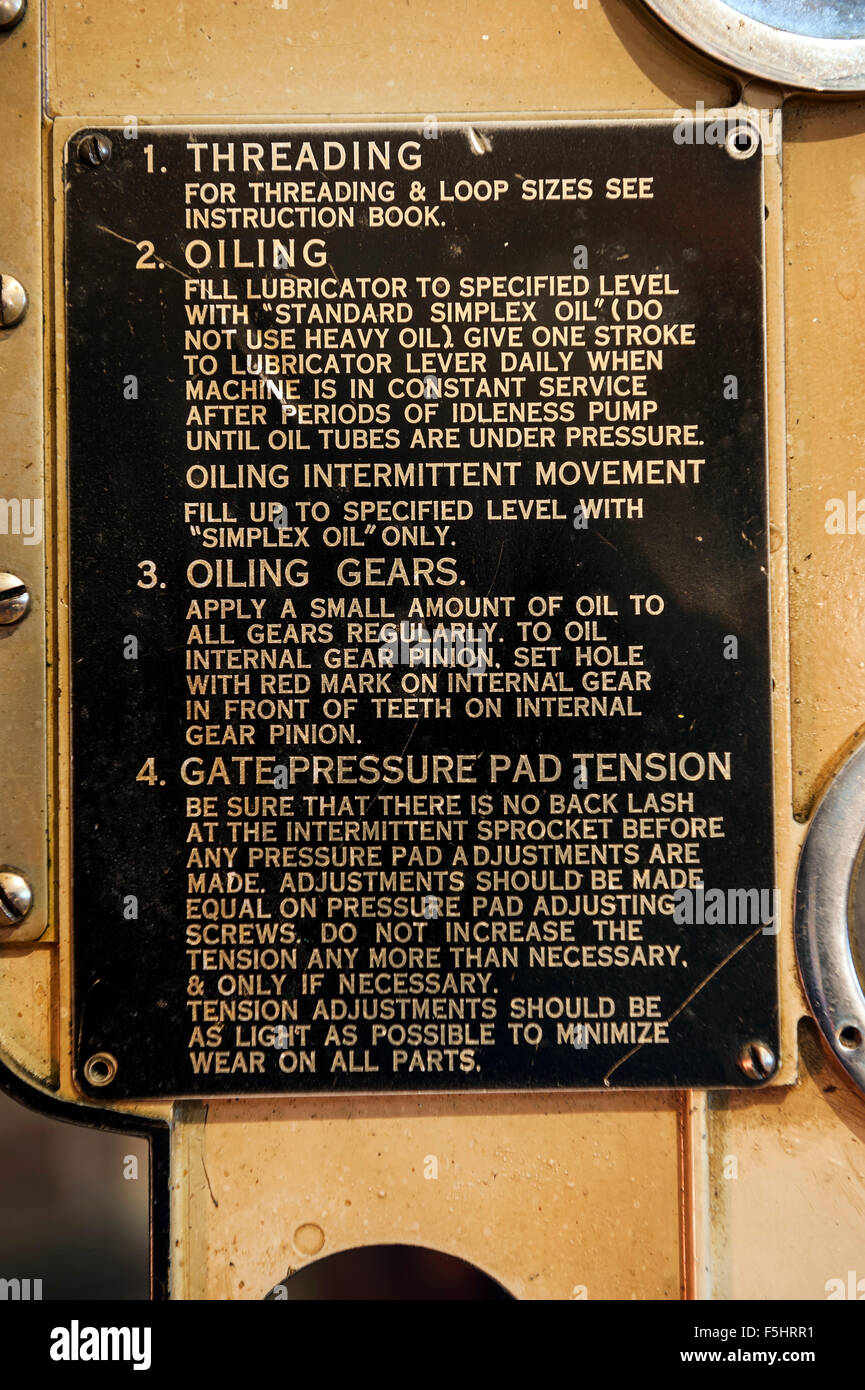 1. THREADING
FOR THREADING & LOOP SIZES SEE
INSTRUCTION BOOK.
2. OILING
FILL LUBRICATOR TO SPECIFIED LEVEL
WITH "STANDARD SIMPLEX OIL" (DO
NOT USE HEAVY OIL). GIVE ONE STROKE
TO LUBRICATOR LEVER DAILY WHEN
MACHINE IS IN CONSTANT SERVICE
AFTER PERIODS OF IDLENESS PUMP
UNTIL OIL TUBES ARE UNDER PRESSURE.
OILING INTERMITTENT MOVEMENT
FILL UP TO SPECIFIED LEVEL WITH
"SIMPLEX OIL" ONLY.
3. OILING GEARS.
APPLY A SMALL AMOUNT OF OIL TO
ALL GEARS REGULARLY. TO OIL
INTERNAL GEAR PINION, SET HOLE
WITH RED MARK ON INTERNAL GEAR
IN FRONT OF TEETH ON INTERNAL
GEAR PINION.
4. GATE PRESSURE PAD TENSION
BE SURE THAT THERE IS NO BACK LASH
AT THE INTERMITTENT SPROCKET BEFORE
ANY PRESSURE PAD ADJUSTMENTS ARE
MADE. ADJUSTMENTS SHOULD BE MADE
EQUAL ON PRESSURE PAD ADJUSTING
SCREWS. DO NOT INCREASE THE
TENSION ANY MORE THAN NECESSARY.
& ONLY IF NECESSARY.
TENSION ADJUSTMENTS SHOULD BE
AS LIGHT AS POSSIBLE TO MINIMIZE
WEAR ON ALL PARTS.
alamy
a
alamy stock photo
F5HRR1
www.alamy.com